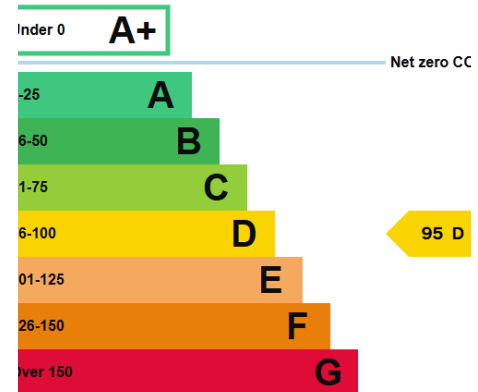 Under 0 A+
Net zero CO
-25 A
6-50 B
1-75 C
6-100 D 95 D
01-125 E
26-150 F
Over 150 G